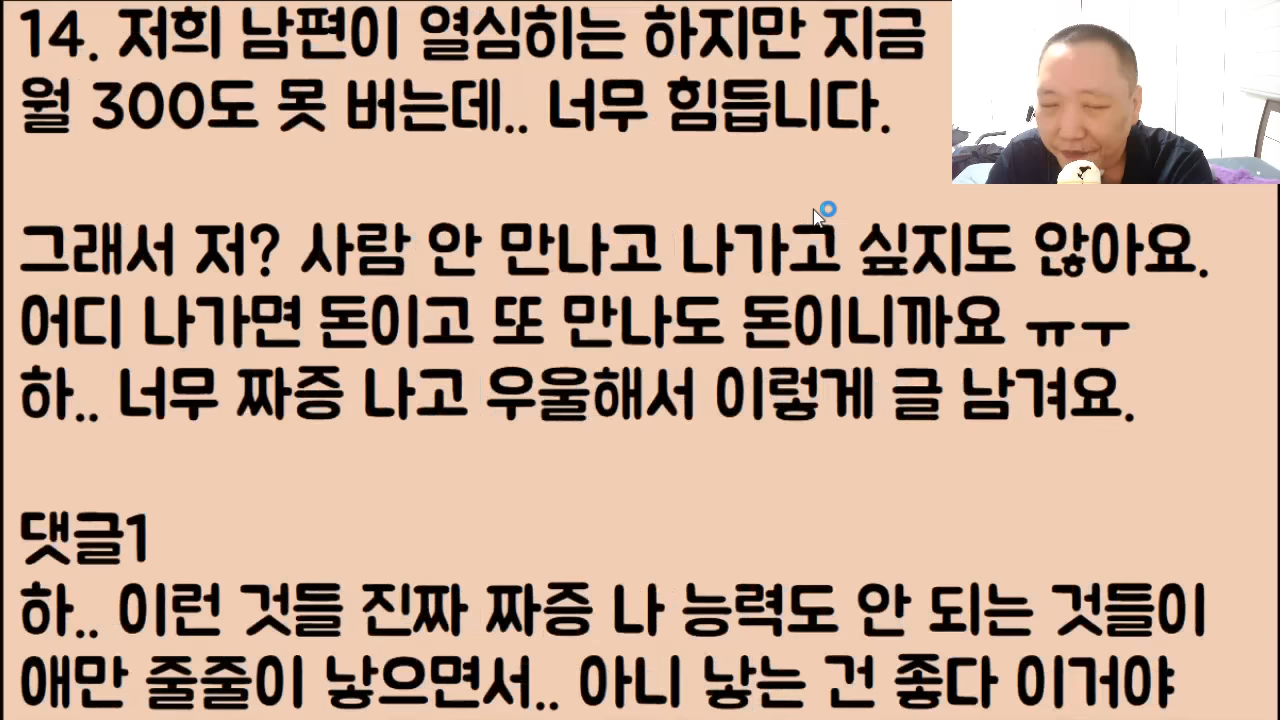 14. 저희 남편이 열심히는 하지만 지금
월 300도 못 버는데.. 너무 힘듭니다.
그래서 저? 사람 안 만나고 나가고 싶지도 않아요.
어디 나가면 돈이고 또 만나도 돈이니까요 ㅠㅜ
하.. 너무 짜증 나고 우울해서 이렇게 글 남겨요.
댓글1
하.. 이런 것들 진짜 짜증 나 능력도 안 되는 것들이
애만 줄줄이 낳으면서.. 아니 낳는 건 좋다 이거야